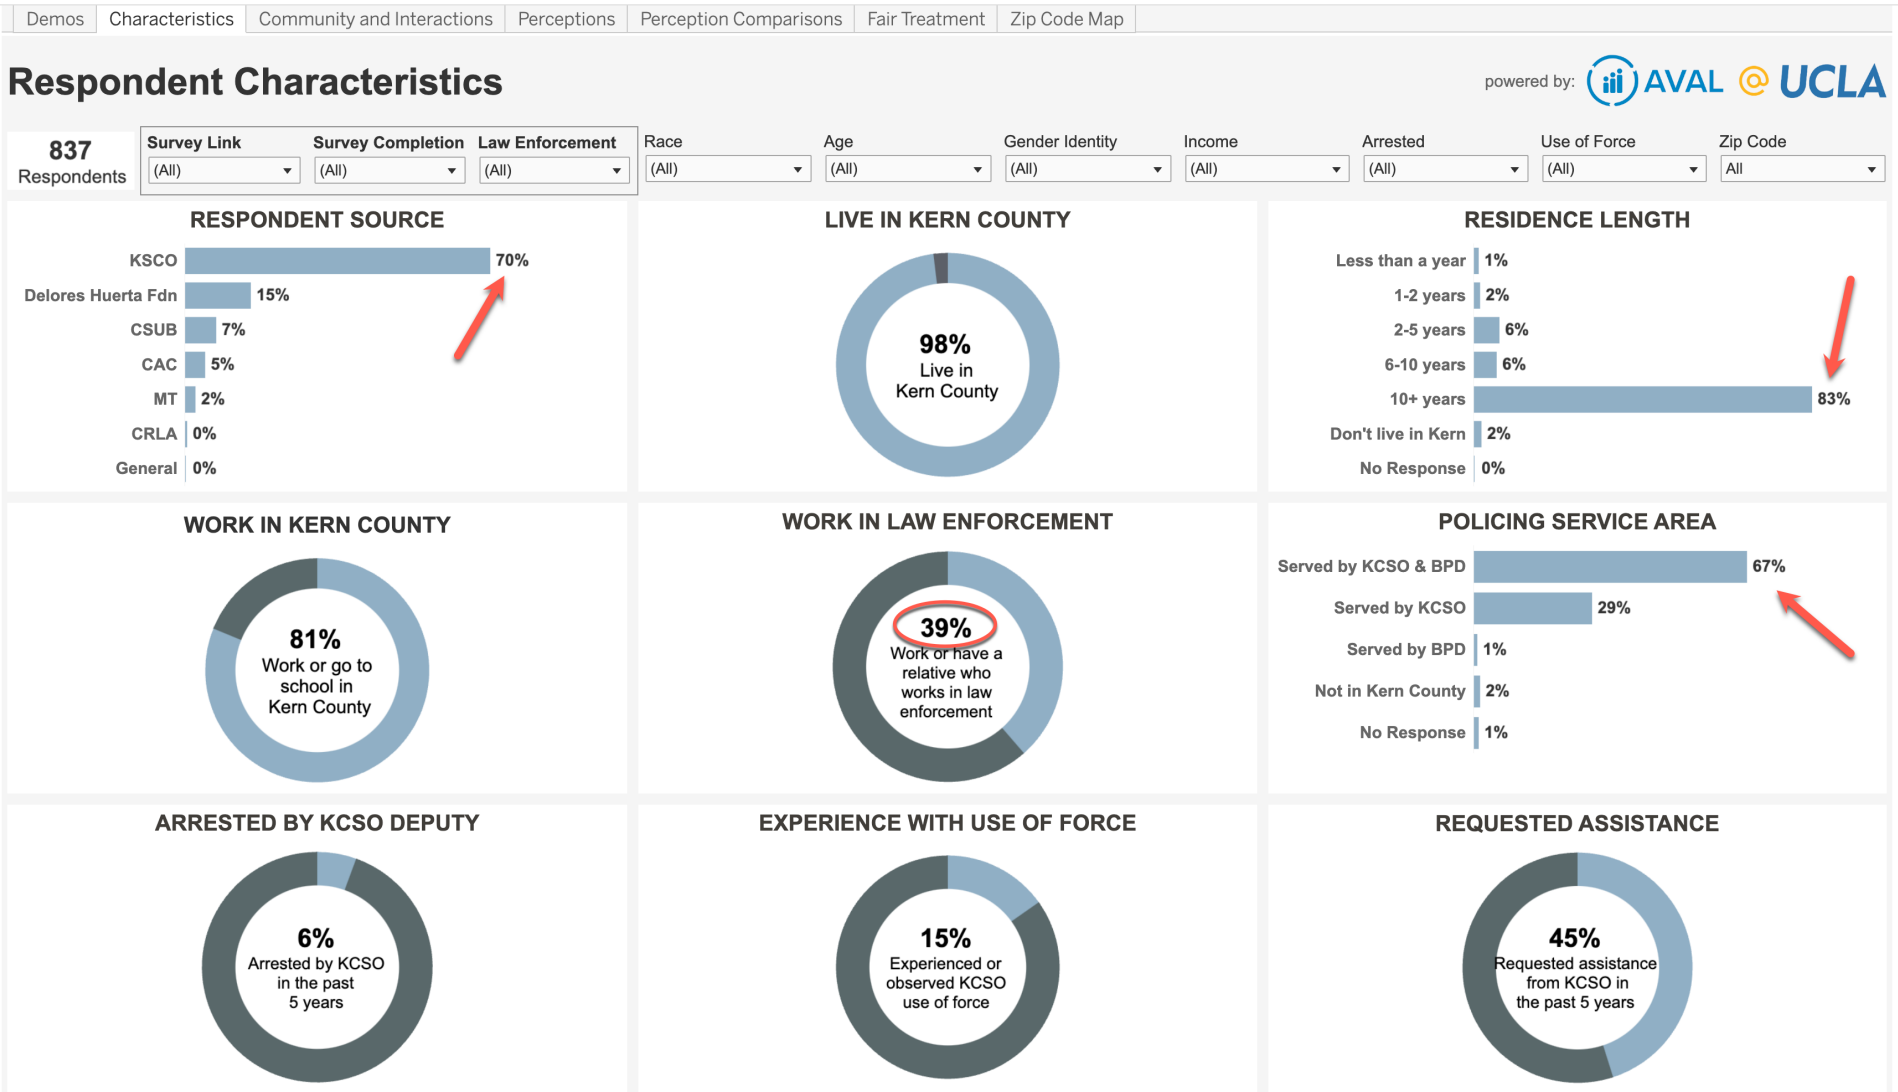 Demos
Characteristics
Community and Interactions
Perceptions
Perception Comparisons
Fair Treatment
Zip Code Map
Respondent Characteristics
powered by:
AVAL @ UCLA
837
Respondents
Survey Link
(All)
Survey Completion
(All)
Law Enforcement
(All)
Race
(All)
Age
(All)
Gender Identity
(All)
Income
(All)
Arrested
(All)
Use of Force
(All)
Zip Code
All
RESPONDENT SOURCE
KSCO 70%
Delores Huerta Fdn 15%
CSUB 7%
CAC 5%
MT 2%
CRLA 0%
General 0%
LIVE IN KERN COUNTY
98%
Live in
Kern County
RESIDENCE LENGTH
Less than a year 1%
1-2 years 2%
2-5 years 6%
6-10 years 6%
10+ years 83%
Don't live in Kern 2%
No Response 0%
WORK IN KERN COUNTY
81%
Work or go to
school in
Kern County
WORK IN LAW ENFORCEMENT
39%
Work or have a
relative who
works in law
enforcement
POLICING SERVICE AREA
Served by KCSO & BPD 67%
Served by KCSO 29%
Served by BPD 1%
Not in Kern County 2%
No Response 1%
ARRESTED BY KCSO DEPUTY
6%
Arrested by KCSO
in the past
5 years
EXPERIENCE WITH USE OF FORCE
15%
Experienced or
observed KCSO
use of force
REQUESTED ASSISTANCE
45%
Requested assistance
from KCSO in
the past 5 years